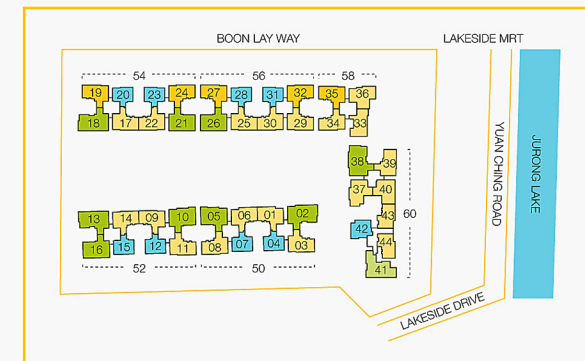 BOON LAY WAY
LAKESIDE MRT
54 56 58
19 20 23 24 27 28 31 32 35 36
18 17 22 21 26 25 30 29 34 33
38 39
37 40
60
43
42
44
41
13 14 09 10 05 06 01 02
16 15 12 11 08 07 04 03
52 50
YUAN CHING ROAD
JURONG LAKE
LAKESIDE DRIVE